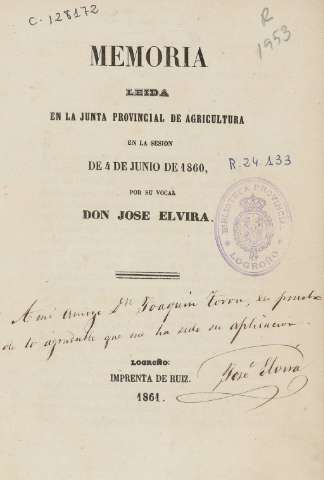 C. 128172
R
1953
MEMORIA
LEIDA
EN LA JUNTA PROVINCIAL DE AGRICULTURA
EN LA SESION
DE 4 DE JUNIO DE 1860,
R. 24.133
POR SU VOCAL
DON JOSE ELVIRA.
BIBLIOTECA PROVINCIAL
LOGROÑO
A mi amigo Dn Joaquin en prueba
de lo agradable que me ha sido su aplicacion
LOGROÑO:
IMPRENTA DE RUIZ.
1861.
José Elvira